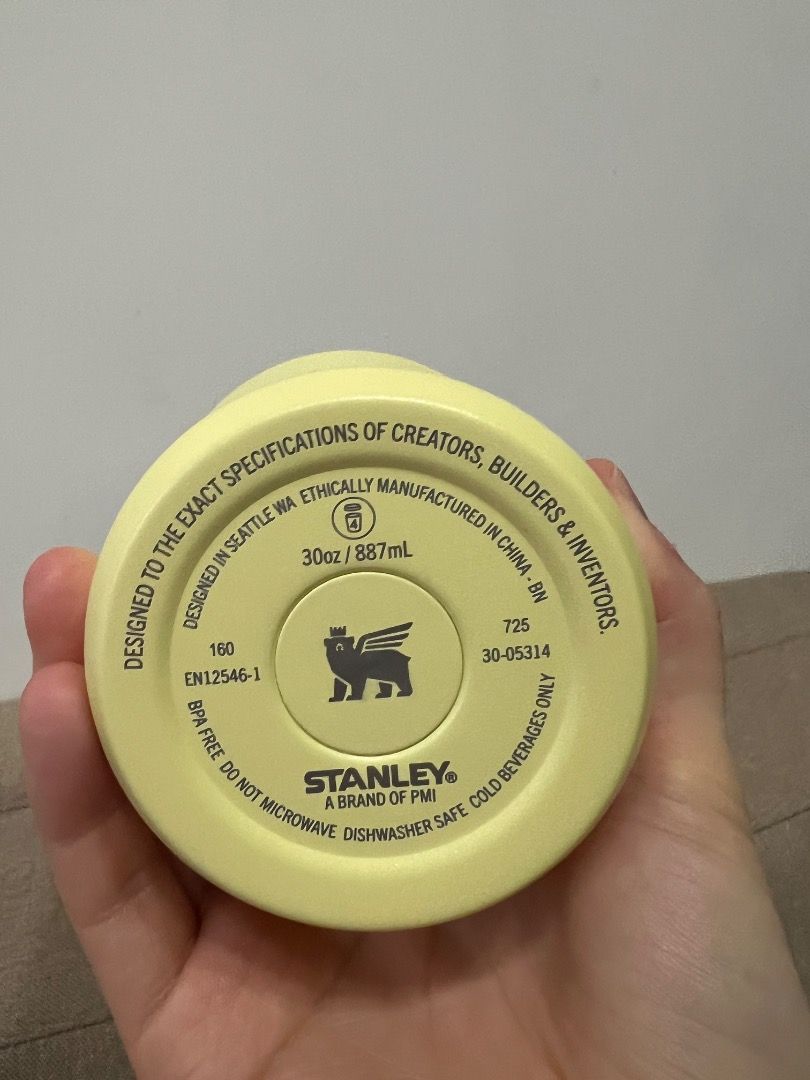 DESIGNED TO THE EXACT SPECIFICATIONS OF CREATORS, BUILDERS & INVENTORS.
DESIGNED IN SEATTLE WA ETHICALLY MANUFACTURED IN CHINA - BN
4
30oz / 887mL
160
EN12546-1
725
30-05314
STANLEY®
A BRAND OF PMI
BPA FREE DO NOT MICROWAVE DISHWASHER SAFE COLD BEVERAGES ONLY